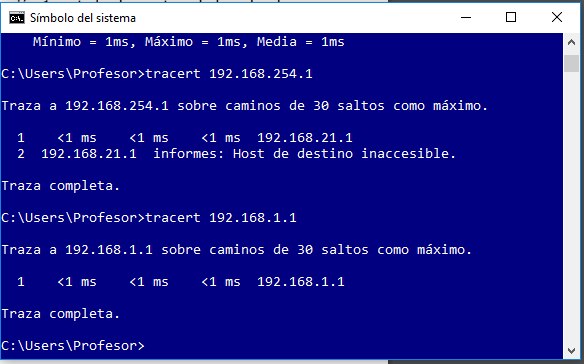 Símbolo del sistema
Mínimo = 1ms, Máximo = 1ms, Media = 1ms
C:\Users\Profesor>tracert 192.168.254.1
Traza a 192.168.254.1 sobre caminos de 30 saltos como máximo.
1 <1 ms <1 ms <1 ms 192.168.21.1
2 192.168.21.1 informes: Host de destino inaccesible.
Traza completa.
C:\Users\Profesor>tracert 192.168.1.1
Traza a 192.168.1.1 sobre caminos de 30 saltos como máximo.
1 <1 ms <1 ms <1 ms 192.168.1.1
Traza completa.
C:\Users\Profesor>